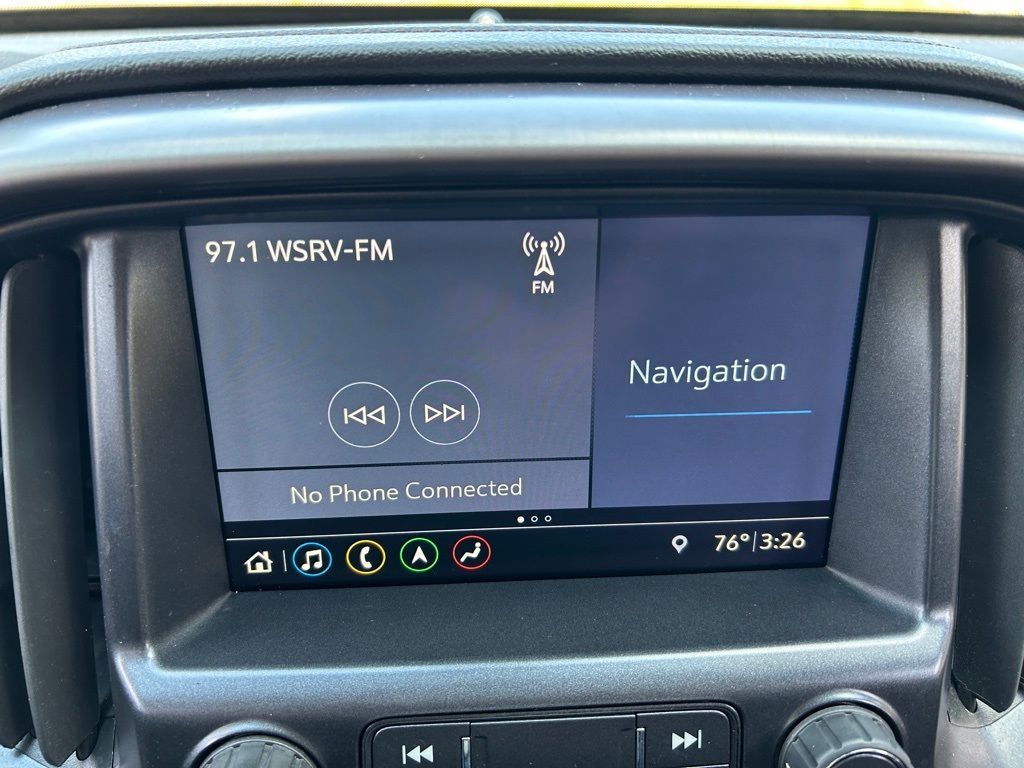 97.1 WSRV-FM
FM
Navigation
No Phone Connected
76° 3:26